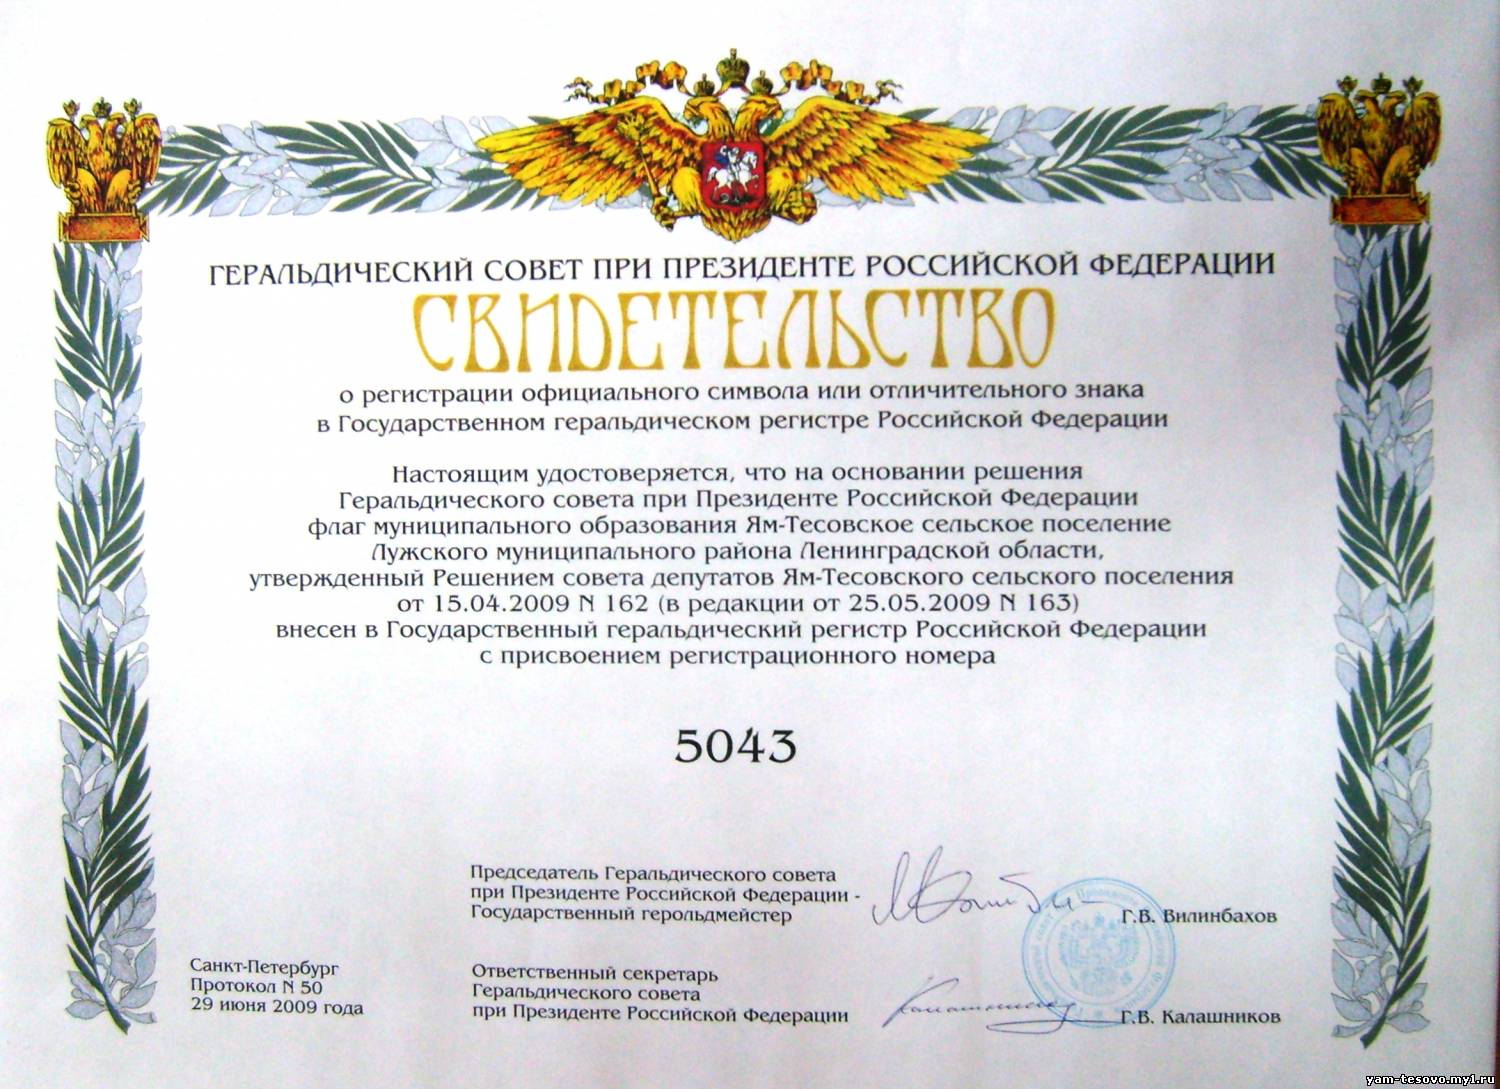 ГЕРАЛЬДИЧЕСКИЙ СОВЕТ ПРИ ПРЕЗИДЕНТЕ РОССИЙСКОЙ ФЕДЕРАЦИИ
СВИДЕТЕЛЬСТВО
о регистрации официального символа или отличительного знака
в Государственном геральдическом регистре Российской Федерации
Настоящим удостоверяется, что на основании решения
Геральдического совета при Президенте Российской Федерации
флаг муниципального образования Ям-Тесовское сельское поселение
Лужского муниципального района Ленинградской области,
утвержденный Решением совета депутатов Ям-Тесовского сельского поселения
от 15.04.2009 N 162 (в редакции от 25.05.2009 N 163)
внесен в Государственный геральдический регистр Российской Федерации
с присвоением регистрационного номера
5043
Председатель Геральдического совета
при Президенте Российской Федерации -
Государственный герольдмейстер
Г.В. Вилинбахов
Санкт-Петербург
Протокол N 50
29 июня 2009 года
Ответственный секретарь
Геральдического совета
при Президенте Российской Федерации
Г.В. Калашников
yam-tesovo.my1.ru